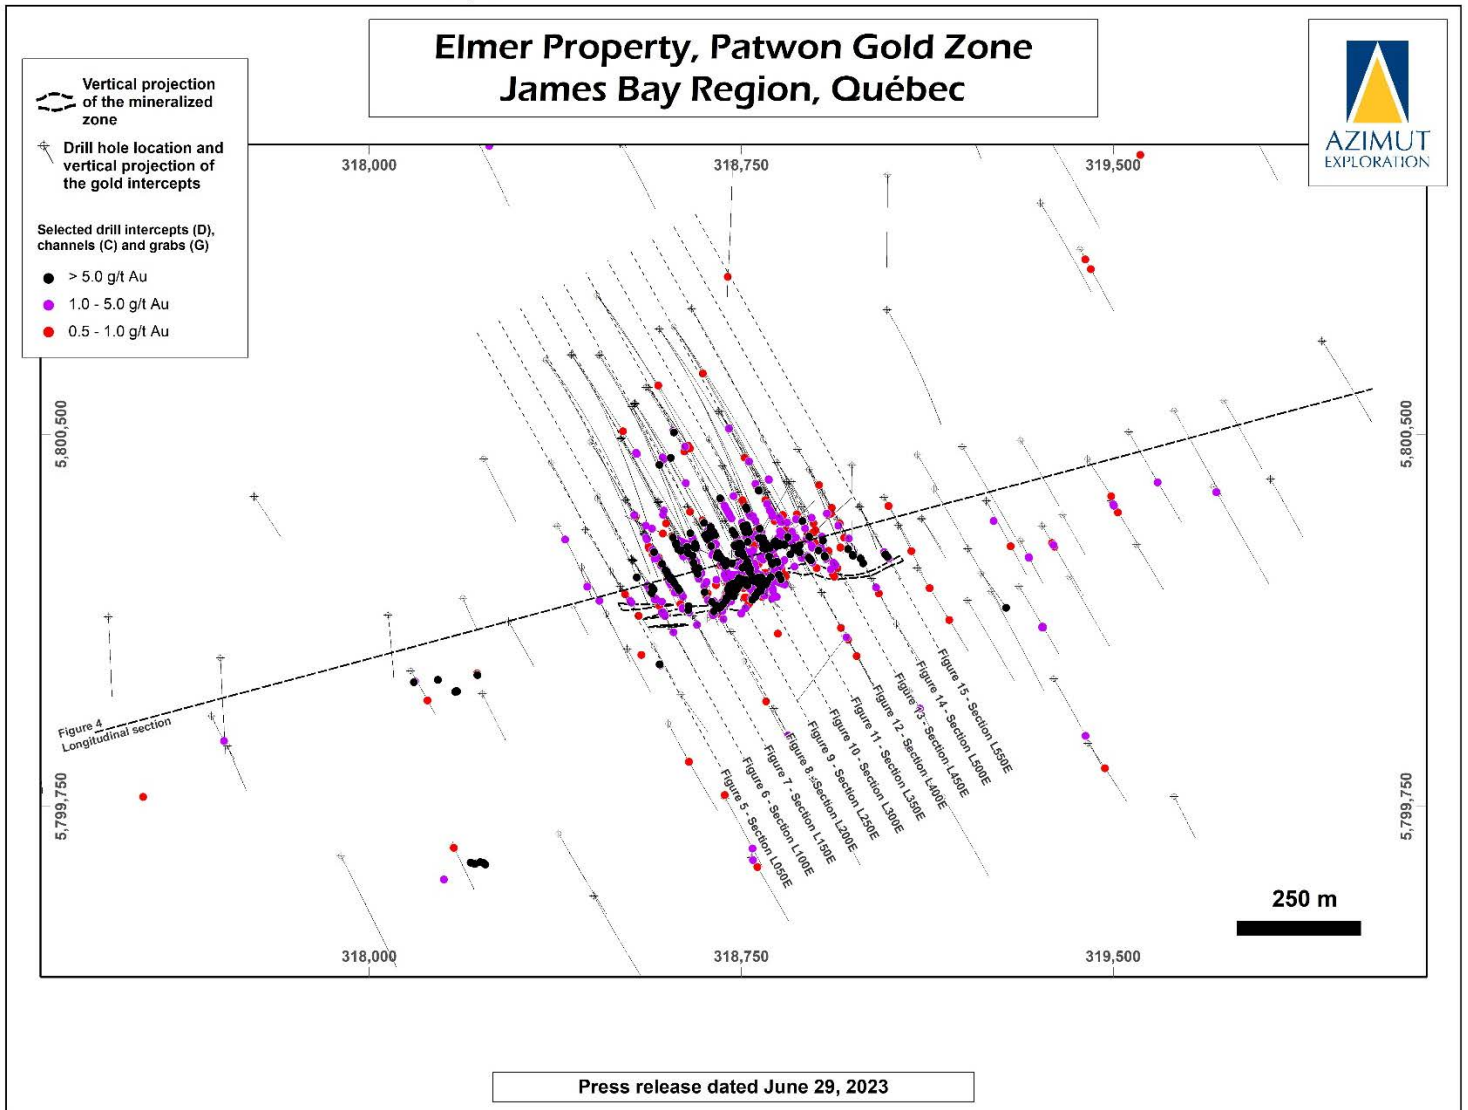 Elmer Property, Patwon Gold Zone
James Bay Region, Québec
AZIMUT
EXPLORATION
Vertical projection
of the mineralized
zone
Drill hole location and
vertical projection of
the gold intercepts
Selected drill intercepts (D),
channels (C) and grabs (G)
> 5.0 g/t Au
1.0 - 5.0 g/t Au
0.5 - 1.0 g/t Au
318,000
318,750
319,500
5,800,500
5,800,500
5,799,750
5,799,750
Figure 4
Longitudinal section
Figure 5 - Section L050E
Figure 6 - Section L100E
Figure 7 - Section L150E
Figure 8 - Section L200E
Figure 9 - Section L250E
Figure 10 - Section L300E
Figure 11 - Section L350E
Figure 12 - Section L400E
Figure 13 - Section L450E
Figure 14 - Section L500E
Figure 15 - Section L550E
250 m
318,000
318,750
319,500
Press release dated June 29, 2023